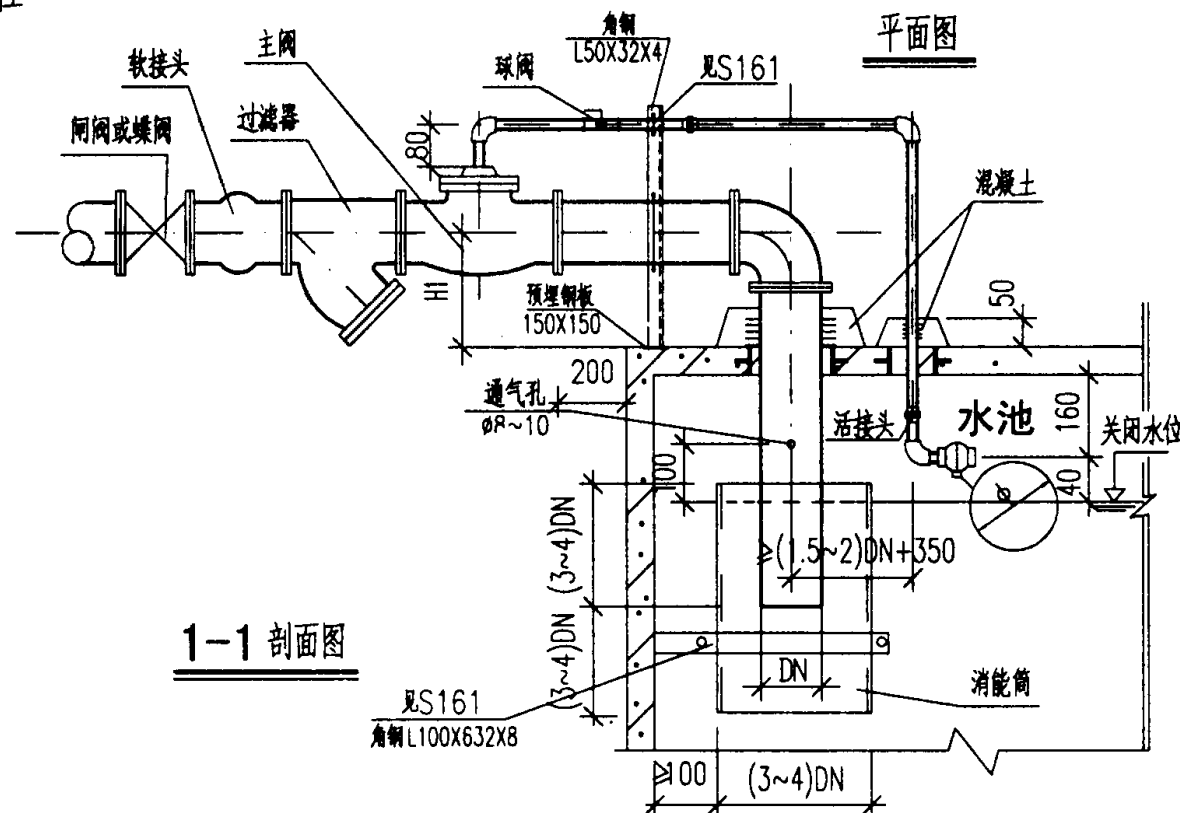 平面图
角钢
L50X32X4
见S161
球阀
主阀
软接头
闸阀或蝶阀
过滤器
80
混凝土
H1
预埋钢板
150X150
50
200
通气孔
ø8~10
活接头
水池
160
关闭水位
100
40
(3~4)DN
≥(1.5~2)DN+350
(3~4)DN
1-1 剖面图
DN
消能筒
见S161
角钢L100X632X8
≥100
(3~4)DN